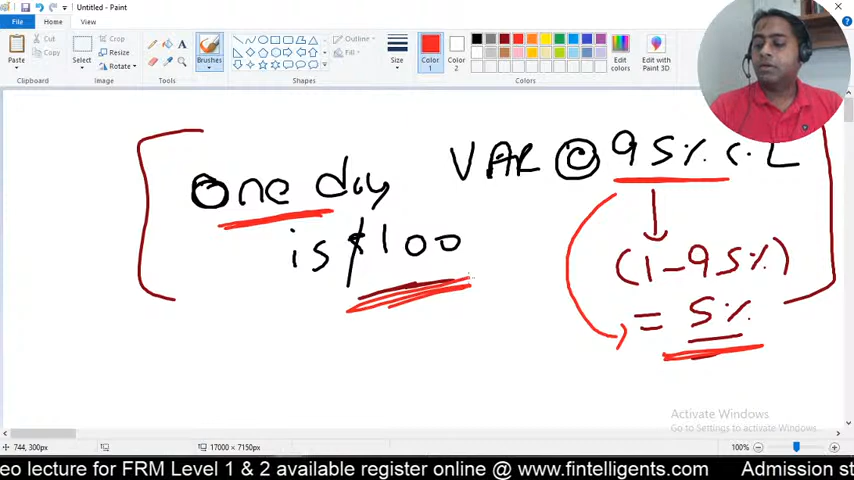 Untitled - Paint
File Home View
Paste
Cut
Copy
Clipboard
Select
Crop
Resize
Rotate
Image
Tools
Brushes
Shapes
Outline
Fill
Size
Color 1
Color 2
Colors
Edit colors
Edit with Paint 3D
One day VAR @ 95% C.L
is $100
(1-95%)
= 5%
Activate Windows
Go to Settings to activate Windows.
744, 300px
17000 × 7150px
100%
eo lecture for FRM Level 1 & 2 available register online @ www.fintelligents.com Admission st